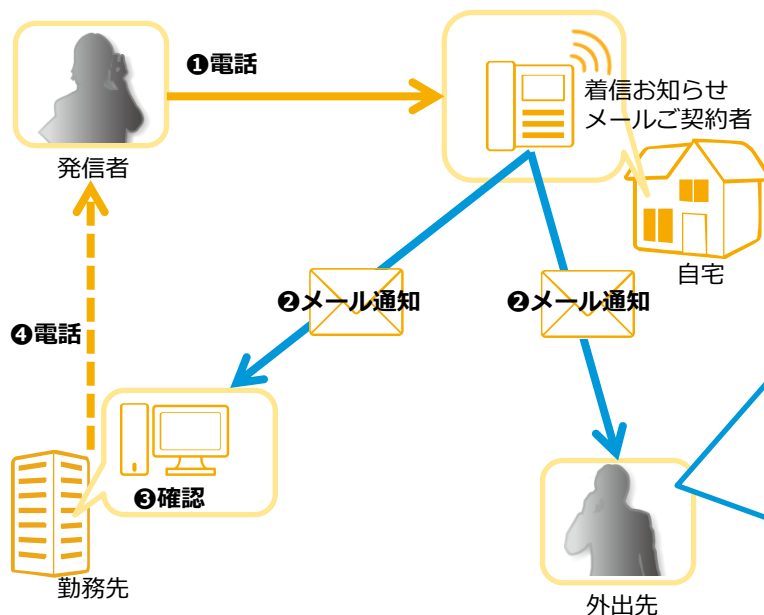 ❶電話
着信お知らせ
メールご契約者
発信者
自宅
❷メール通知
❷メール通知
❹電話
❸確認
勤務先
外出先